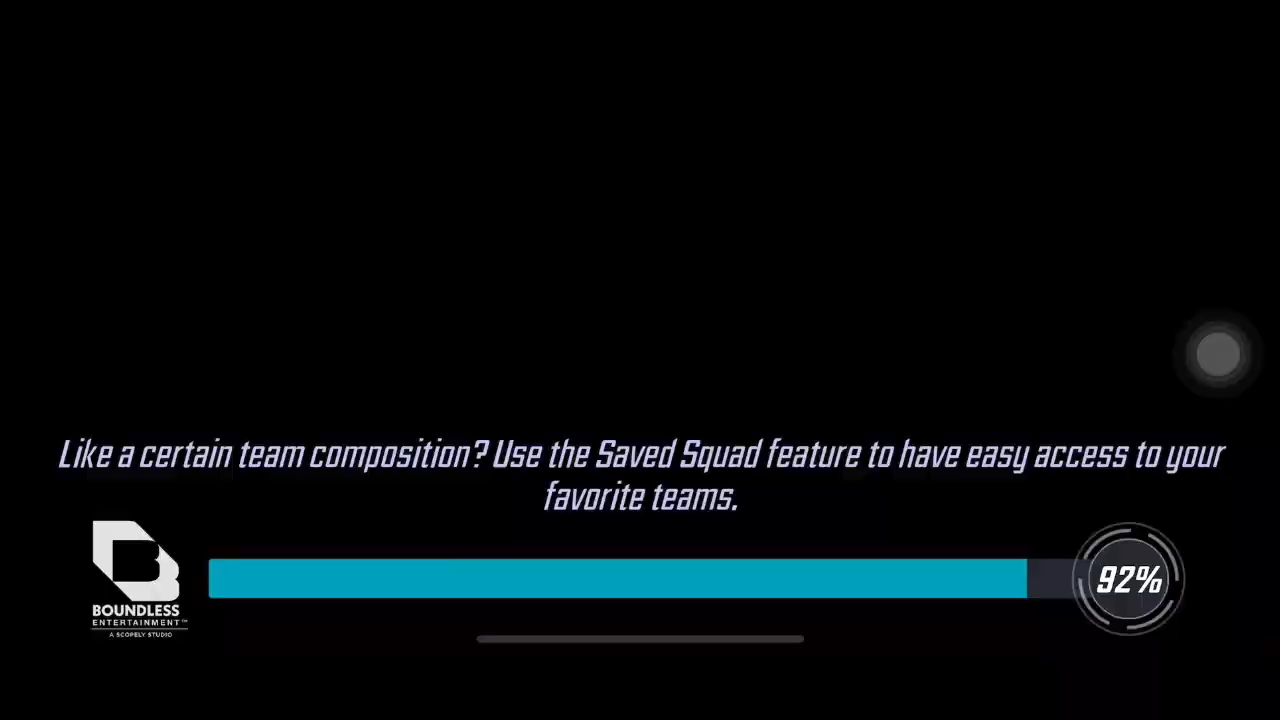 Like a certain team composition? Use the Saved Squad feature to have easy access to your
favorite teams.
92%
BOUNDLESS
ENTERTAINMENT™
A SCOPELY STUDIO